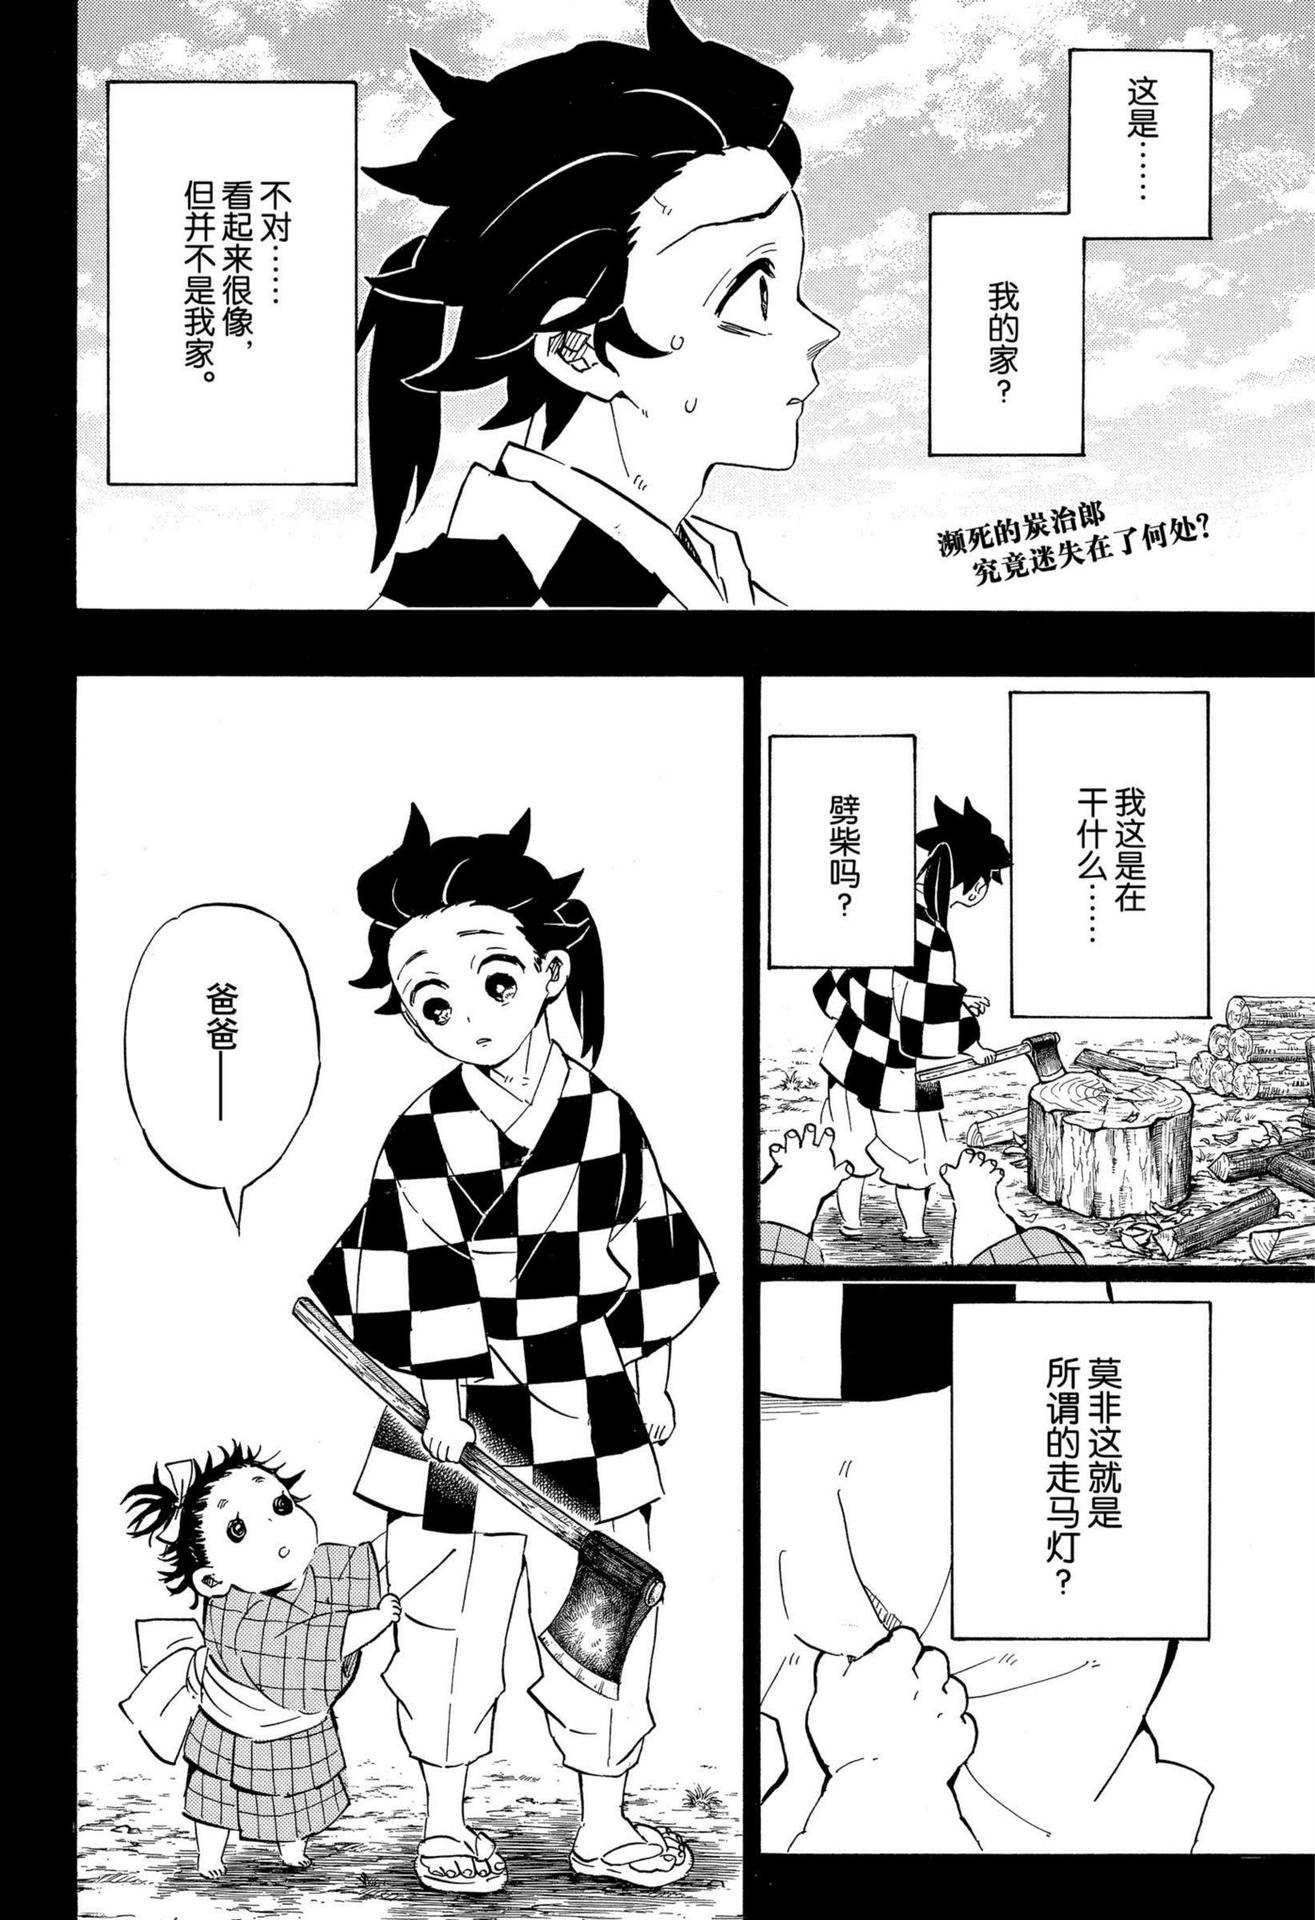 这是……
我的家？
不对……
看起来很像，
但并不是我家。
濒死的炭治郎
究竟迷失在了何处？
我这是在
干什么……
劈柴吗？
莫非这就是
所谓的走马灯？
爸爸——